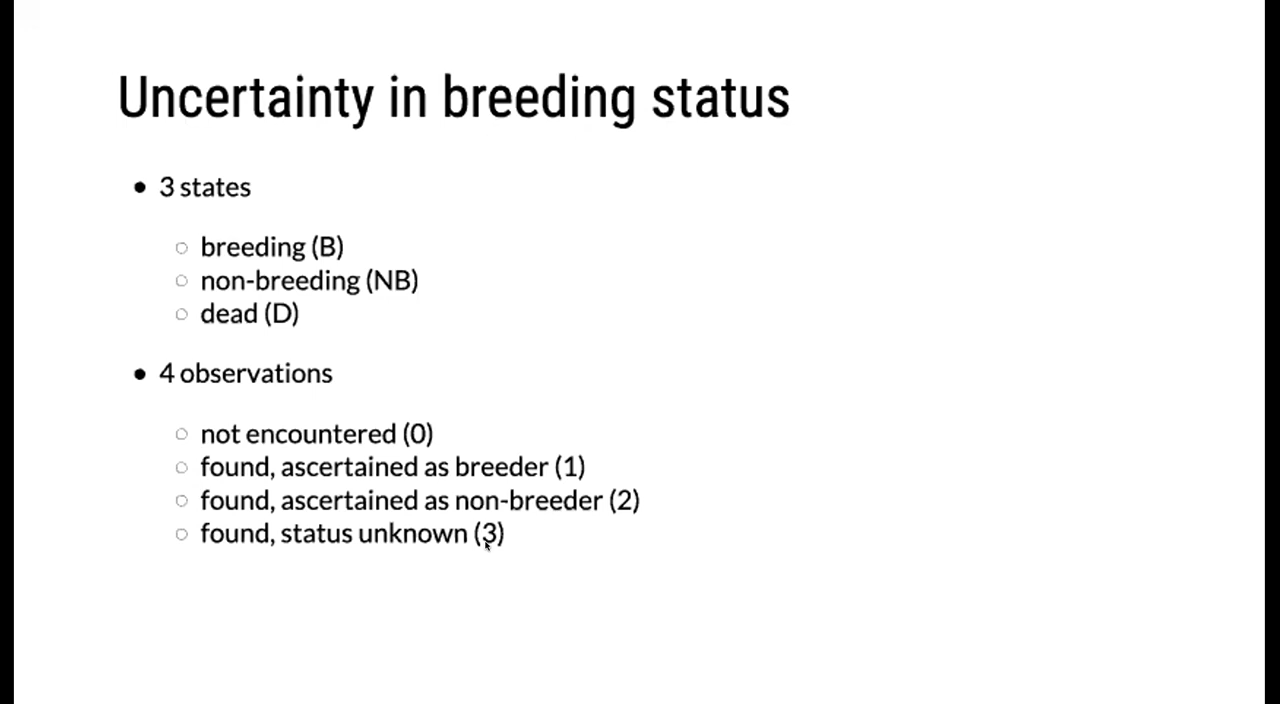 Uncertainty in breeding status
3 states
breeding (B)
non-breeding (NB)
dead (D)
4 observations
not encountered (0)
found, ascertained as breeder (1)
found, ascertained as non-breeder (2)
found, status unknown (3)